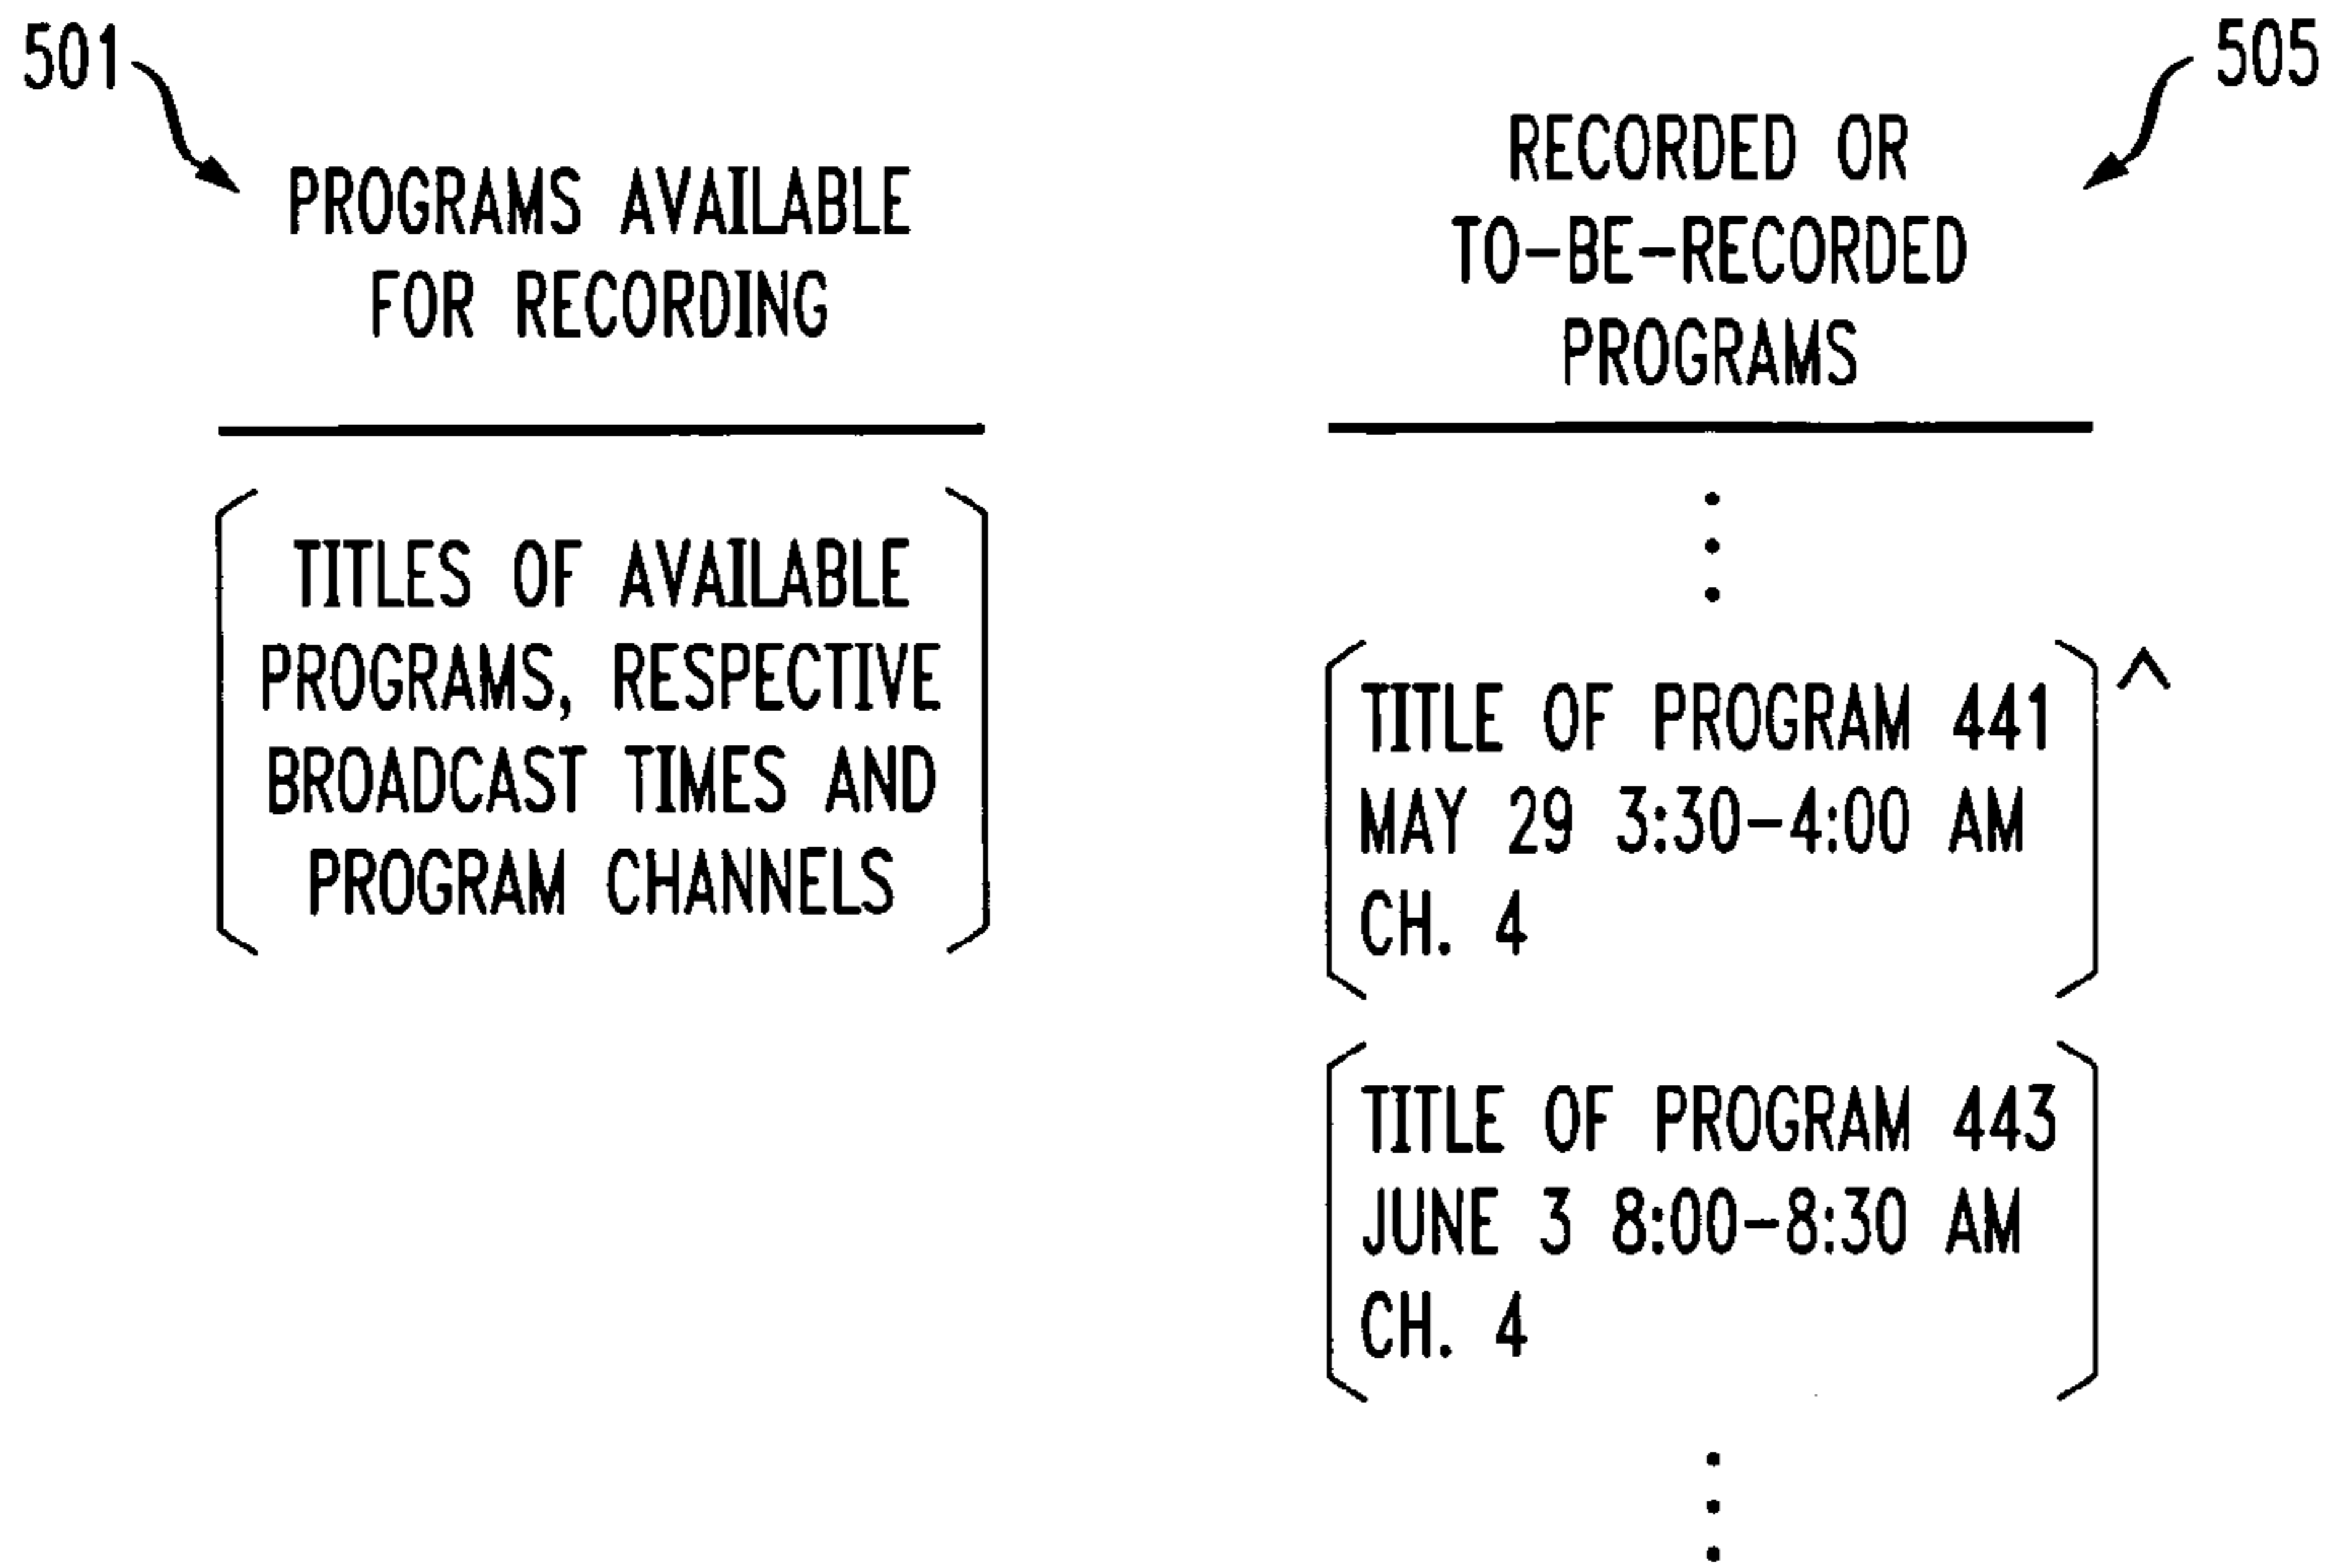 501
PROGRAMS AVAILABLE
FOR RECORDING
TITLES OF AVAILABLE
PROGRAMS, RESPECTIVE
BROADCAST TIMES AND
PROGRAM CHANNELS
505
RECORDED OR
TO-BE-RECORDED
PROGRAMS
TITLE OF PROGRAM 441
MAY 29 3:30-4:00 AM
CH. 4
^
TITLE OF PROGRAM 443
JUNE 3 8:00-8:30 AM
CH. 4